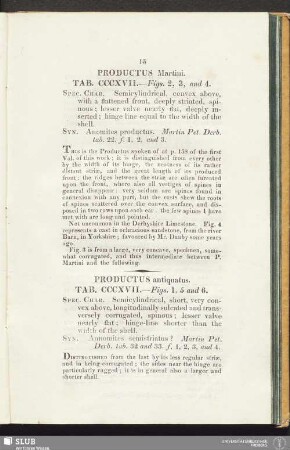 15
PRODUCTUS Martini.
TAB. CCCXVII.—Figs. 2, 3, and 4.
Spec. Char. Semicylindrical, convex above,
with a flattened front, deeply striated, spi-
nous; lesser valve nearly flat, deeply in-
serted; hinge line equal to the width of the
shell.
Syn. Anomites productus. Martin Pet. Derb.
tab. 22. f. 1, 2, and 3.
This is the Productus spoken of at p. 158 of the first
Vol. of this work; it is distinguished from every other
by the width of its hinge, the neatness of its rather
distant striæ, and the great length of its produced
front; the ridges between the striæ are often forested
upon the front, where also all vestiges of spines in
general disappear; very seldom are spines found in
connexion with any part, but the casts shew the roots
of spines scattered over the convex surface, and dis-
posed in two rows upon each ear: the few spines I have
met with are long and pointed.
Not uncommon in the Derbyshire Limestone. Fig. 4
represents a cast in calcareous sandstone, from the river
in Yorkshire; favoured by Mr. Danby some years
ago.
Fig. 3 is from a large, very concave, specimen, some-
what corrugated, and thus intermediate between P.
Martini and the following.
PRODUCTUS antiquatus.
TAB. CCCXVII.—Figs. 1, 5 and 6.
Spec. Char. Semicylindrical, short, very con-
vex above, longitudinally sulcated and trans-
versely corrugated, spinous; lesser valve
nearly flat; hinge-line shorter than the
width of the shell.
Syn. Anomonites semistriatus? Martin Pet.
Derb. tab. 32 and 33. f. 1, 2, 3, and 4.
Distinguished from the last by its less regular striæ,
and in being corrugated; the sides near the hinge are
particularly rugged; it is in general also a larger and
shorter shell.
SLUB